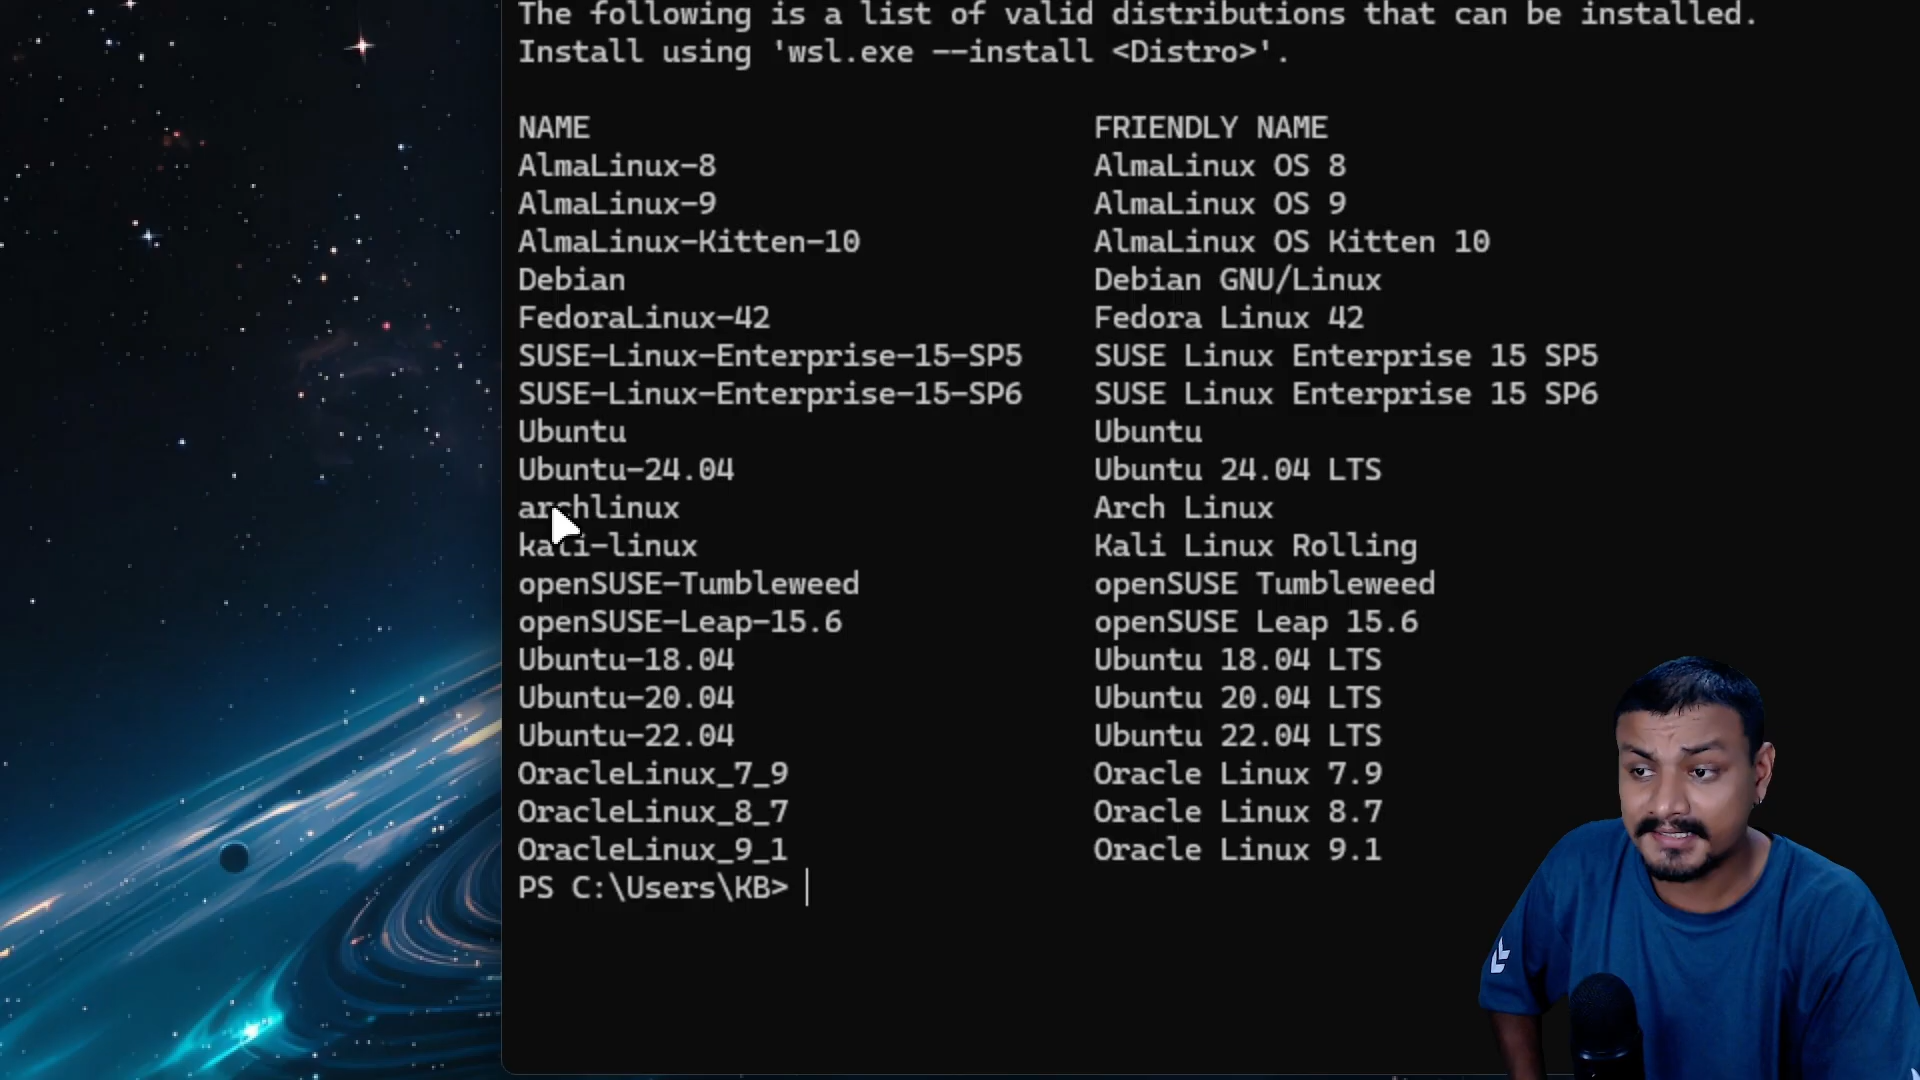 The following is a list of valid distributions that can be installed.
Install using 'wsl.exe --install <Distro>'.
NAME FRIENDLY NAME
AlmaLinux-8 AlmaLinux OS 8
AlmaLinux-9 AlmaLinux OS 9
AlmaLinux-Kitten-10 AlmaLinux OS Kitten 10
Debian Debian GNU/Linux
FedoraLinux-42 Fedora Linux 42
SUSE-Linux-Enterprise-15-SP5 SUSE Linux Enterprise 15 SP5
SUSE-Linux-Enterprise-15-SP6 SUSE Linux Enterprise 15 SP6
Ubuntu Ubuntu
Ubuntu-24.04 Ubuntu 24.04 LTS
archlinux Arch Linux
kali-linux Kali Linux Rolling
openSUSE-Tumbleweed openSUSE Tumbleweed
openSUSE-Leap-15.6 openSUSE Leap 15.6
Ubuntu-18.04 Ubuntu 18.04 LTS
Ubuntu-20.04 Ubuntu 20.04 LTS
Ubuntu-22.04 Ubuntu 22.04 LTS
OracleLinux_7_9 Oracle Linux 7.9
OracleLinux_8_7 Oracle Linux 8.7
OracleLinux_9_1 Oracle Linux 9.1
PS C:\Users\KB>